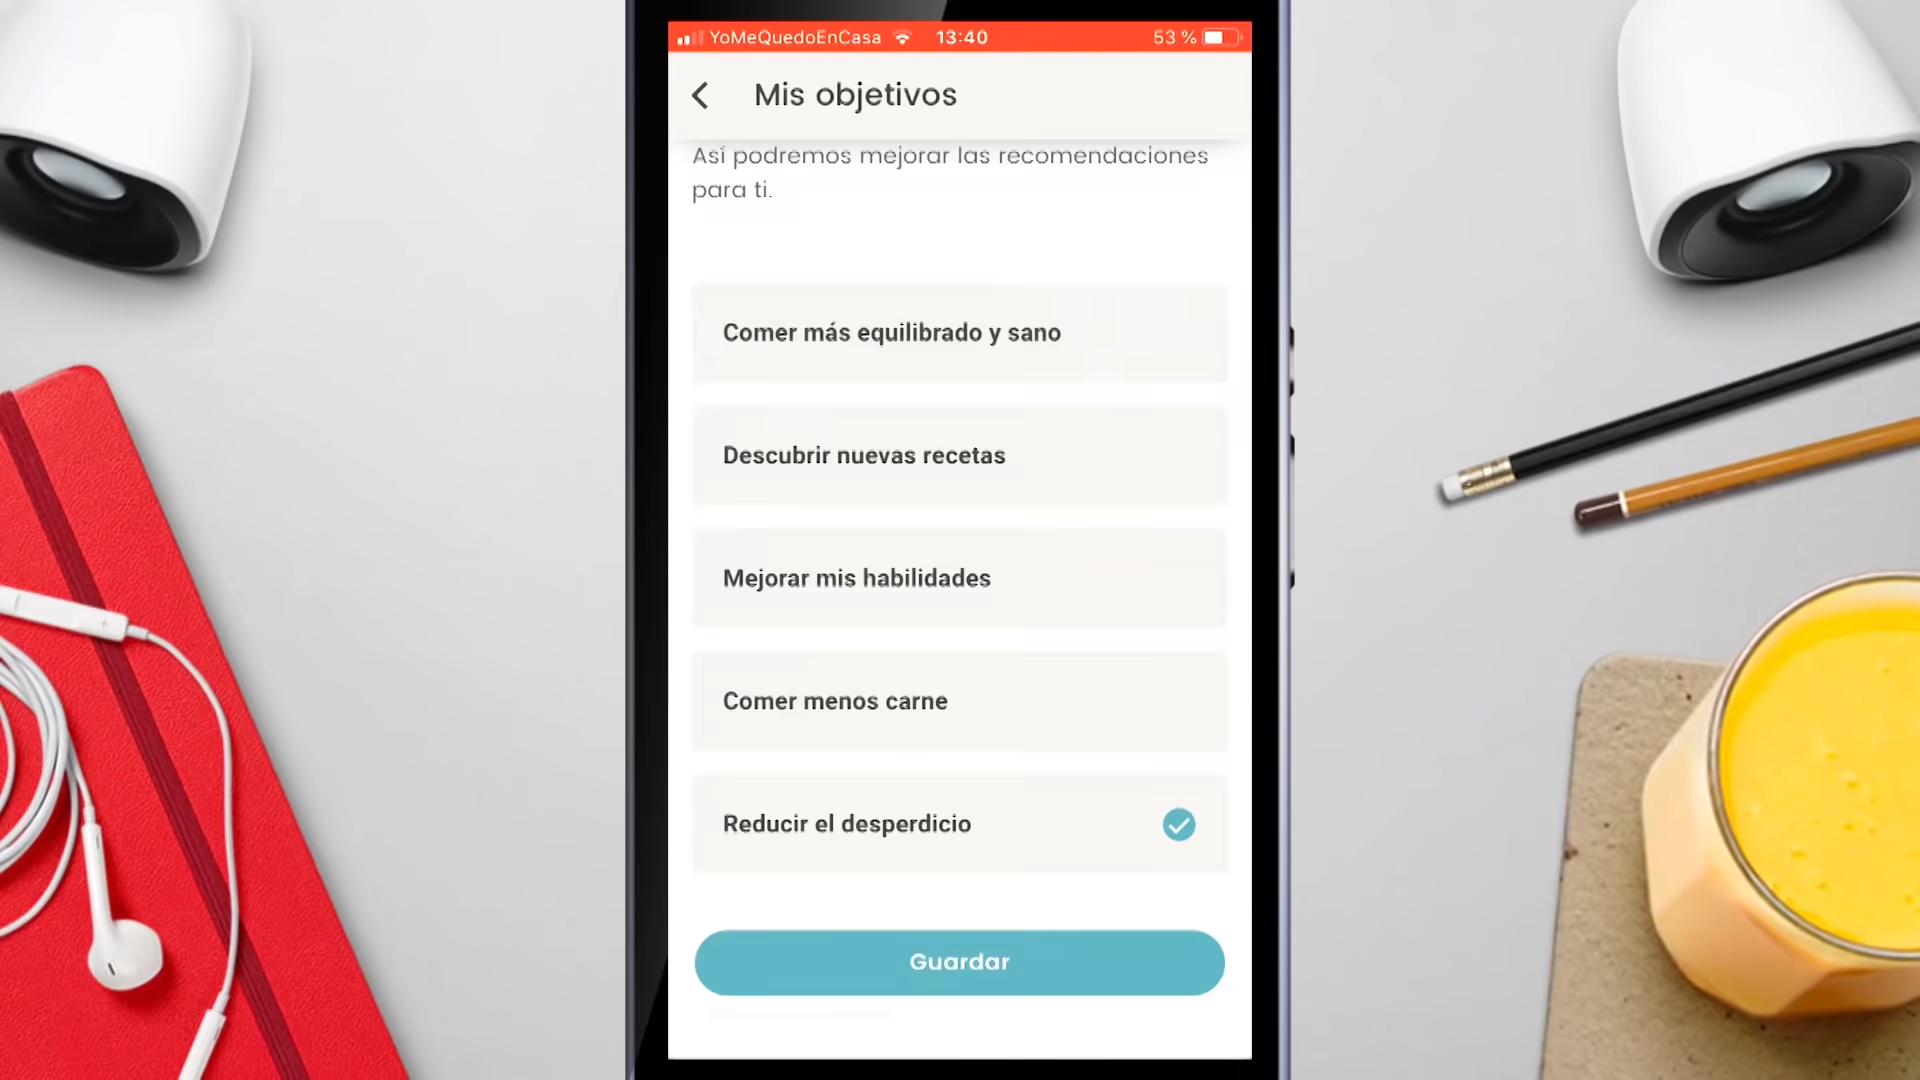 YoMeQuedoEnCasa 13:40 53 %
Mis objetivos
Así podremos mejorar las recomendaciones
para ti.
Comer más equilibrado y sano
Descubrir nuevas recetas
Mejorar mis habilidades
Comer menos carne
Reducir el desperdicio
Guardar